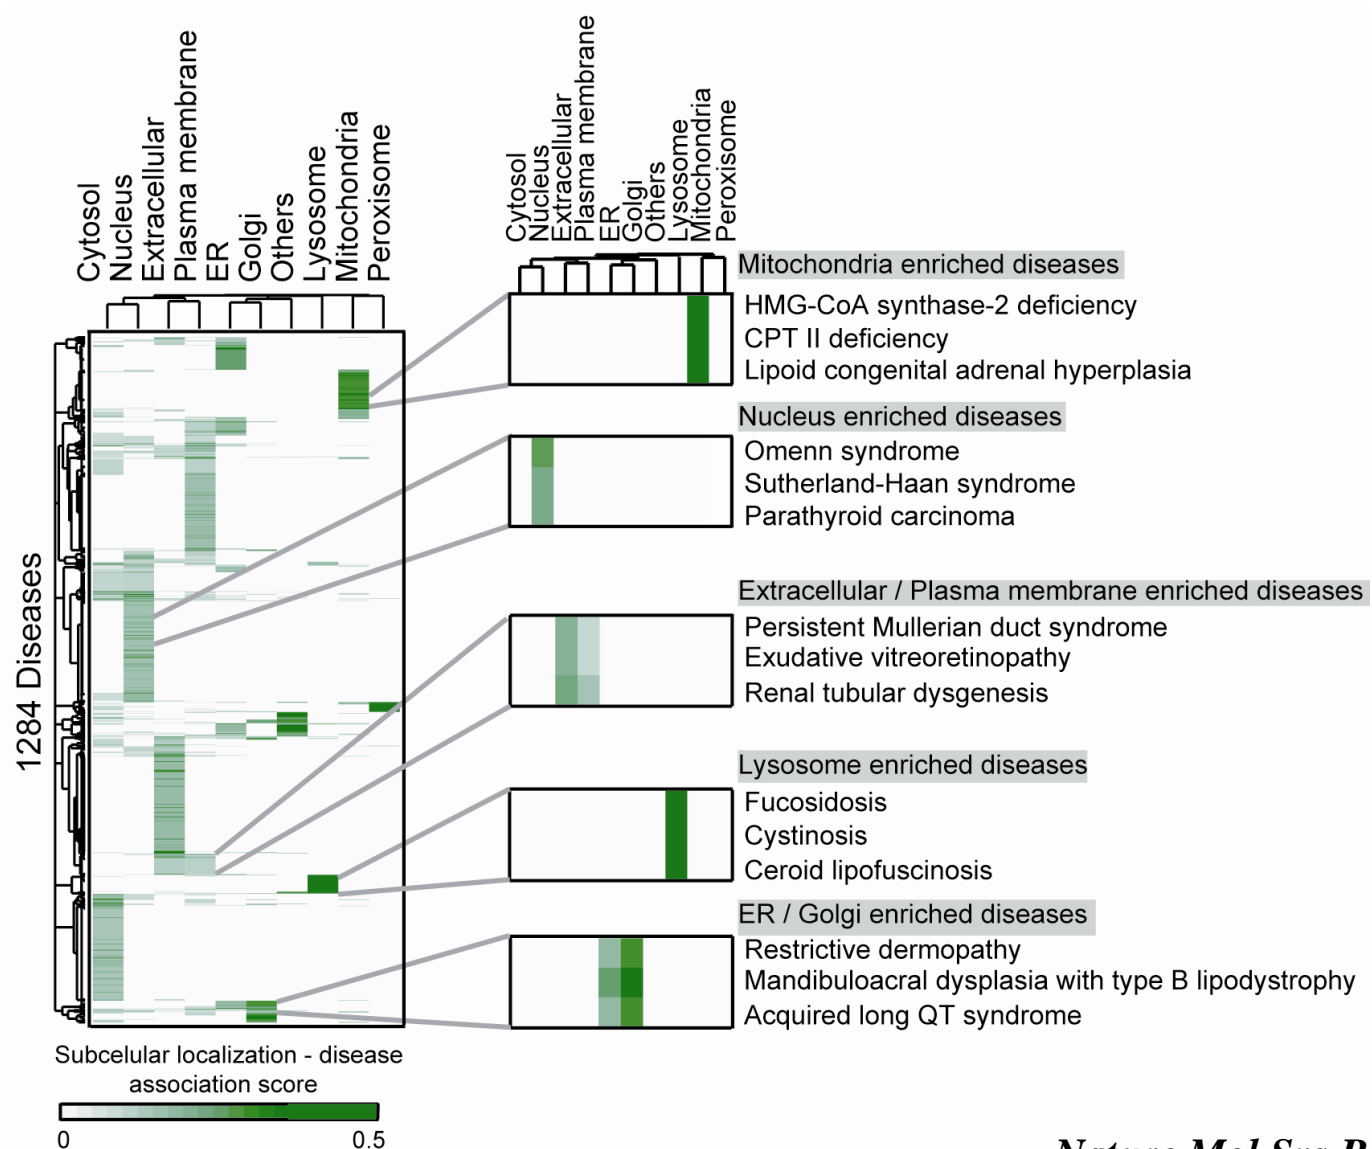 Cytosol
Nucleus
Extracellular
Plasma membrane
ER
Golgi
Others
Lysosome
Mitochondria
Peroxisome
Cytosol
Nucleus
Extracellular
Plasma membrane
ER
Golgi
Others
Lysosome
Mitochondria
Peroxisome
1284 Diseases
Mitochondria enriched diseases
HMG-CoA synthase-2 deficiency
CPT II deficiency
Lipoid congenital adrenal hyperplasia
Nucleus enriched diseases
Omenn syndrome
Sutherland-Haan syndrome
Parathyroid carcinoma
Extracellular / Plasma membrane enriched diseases
Persistent Mullerian duct syndrome
Exudative vitreoretinopathy
Renal tubular dysgenesis
Lysosome enriched diseases
Fucosidosis
Cystinosis
Ceroid lipofuscinosis
ER / Golgi enriched diseases
Restrictive dermopathy
Mandibuloacral dysplasia with type B lipodystrophy
Acquired long QT syndrome
Subcelular localization - disease
association score
0 0.5